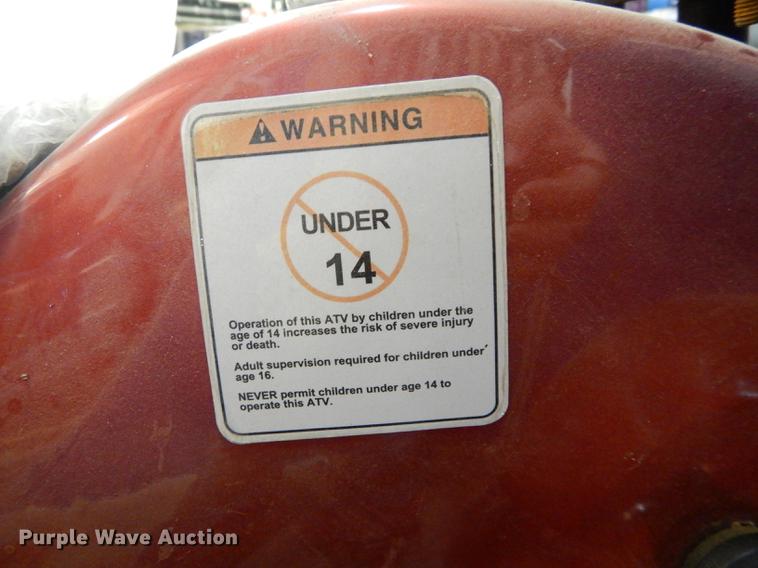 WARNING
UNDER
14
Operation of this ATV by children under the
age of 14 increases the risk of severe injury
or death.
Adult supervision required for children under
age 16.
NEVER permit children under age 14 to
operate this ATV.
Purple Wave Auction